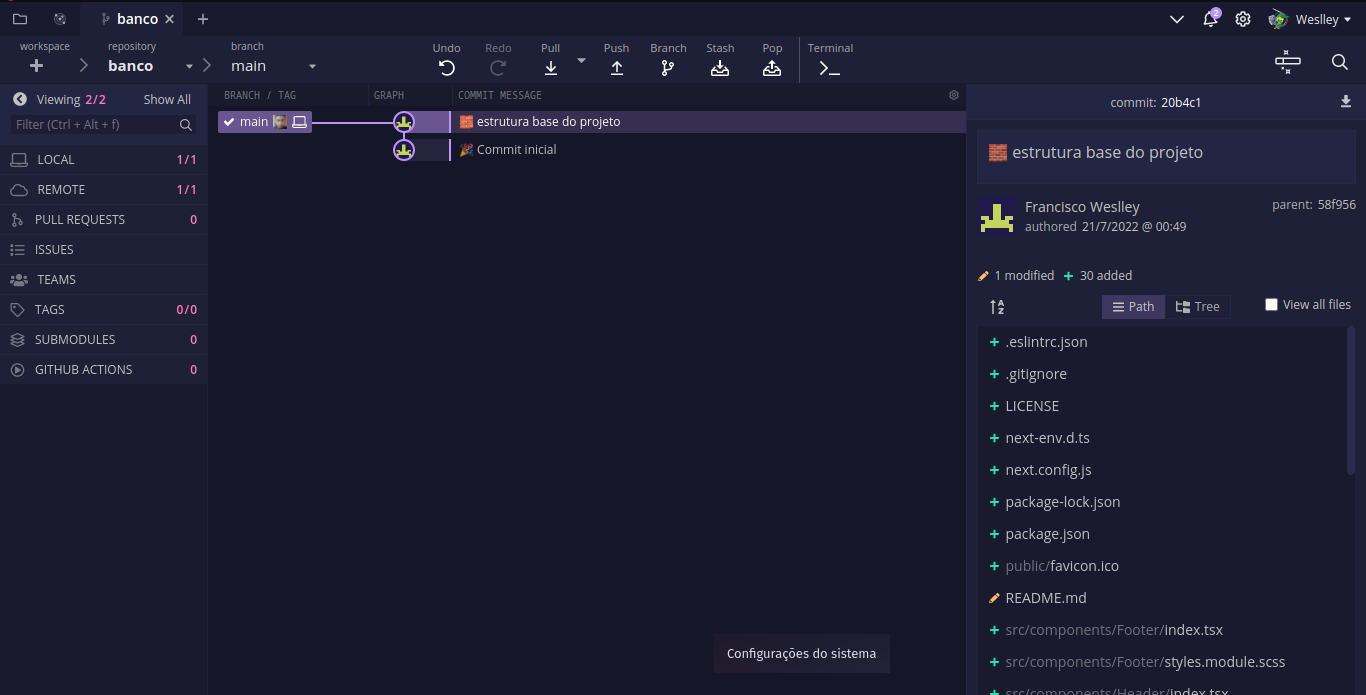 banco
2
Weslley
workspace
repository
banco
branch
main
Undo
Redo
Pull
Push
Branch
Stash
Pop
Terminal
Viewing 2/2
Show All
Filter (Ctrl + Alt + f)
LOCAL 1/1
REMOTE 1/1
PULL REQUESTS 0
ISSUES
TEAMS
TAGS 0/0
SUBMODULES 0
GITHUB ACTIONS 0
BRANCH / TAG
GRAPH
COMMIT MESSAGE
main
estrutura base do projeto
Commit inicial
Configurações do sistema
commit: 20b4c1
estrutura base do projeto
Francisco Weslley
authored 21/7/2022 @ 00:49
parent: 58f956
1 modified + 30 added
Path
Tree
View all files
+ .eslintrc.json
+ .gitignore
+ LICENSE
+ next-env.d.ts
+ next.config.js
+ package-lock.json
+ package.json
+ public/favicon.ico
README.md
+ src/components/Footer/index.tsx
+ src/components/Footer/styles.module.scss
+ src/components/Header/index.tsx